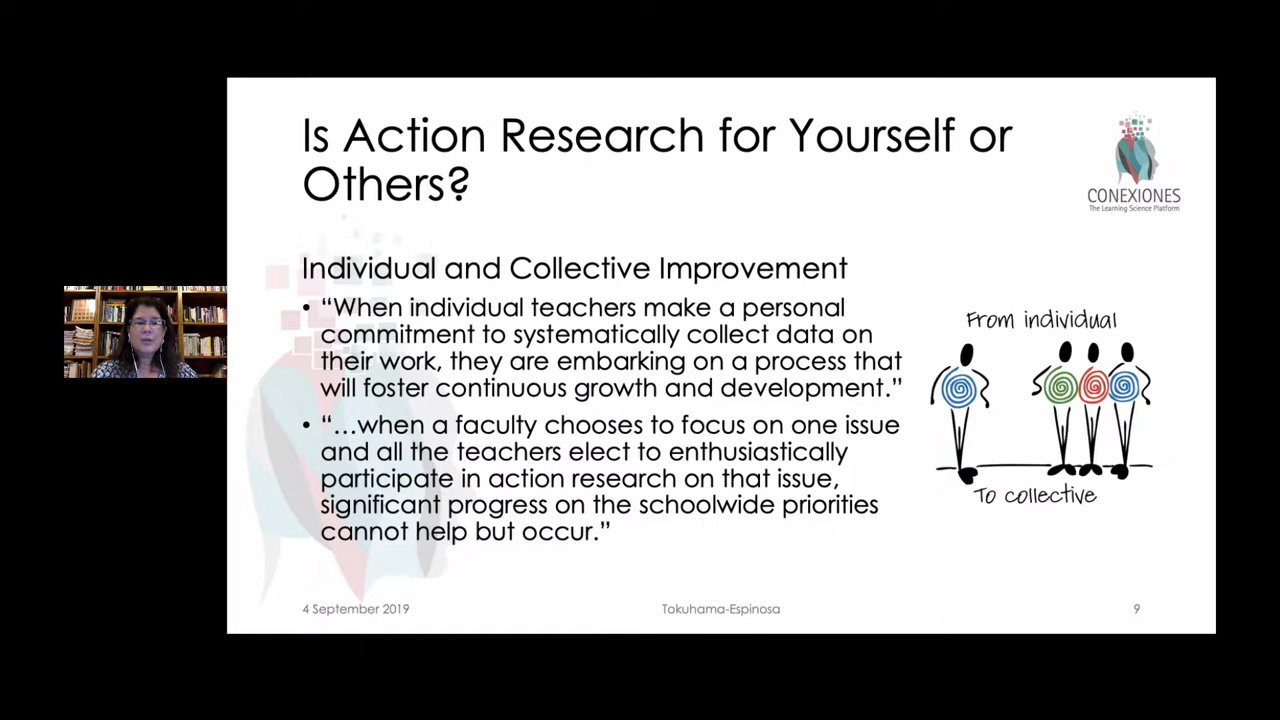 Is Action Research for Yourself or
Others?
CONEXIONES
The Learning Science Platform
Individual and Collective Improvement
• “When individual teachers make a personal
commitment to systematically collect data on
their work, they are embarking on a process that
will foster continuous growth and development.”
• “…when a faculty chooses to focus on one issue
and all the teachers elect to enthusiastically
participate in action research on that issue,
significant progress on the schoolwide priorities
cannot help but occur.”
From individual
To collective
4 September 2019
Tokuhama-Espinosa
9